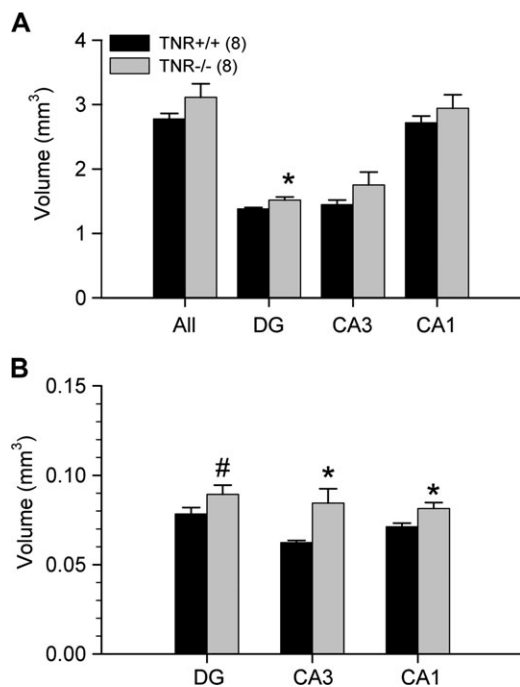 A
TNR+/+ (8)
TNR-/- (8)
Volume (mm³)
4
3
2
1
0
*
All DG CA3 CA1
B
Volume (mm³)
0.15
0.10
0.05
0.00
# * *
DG CA3 CA1